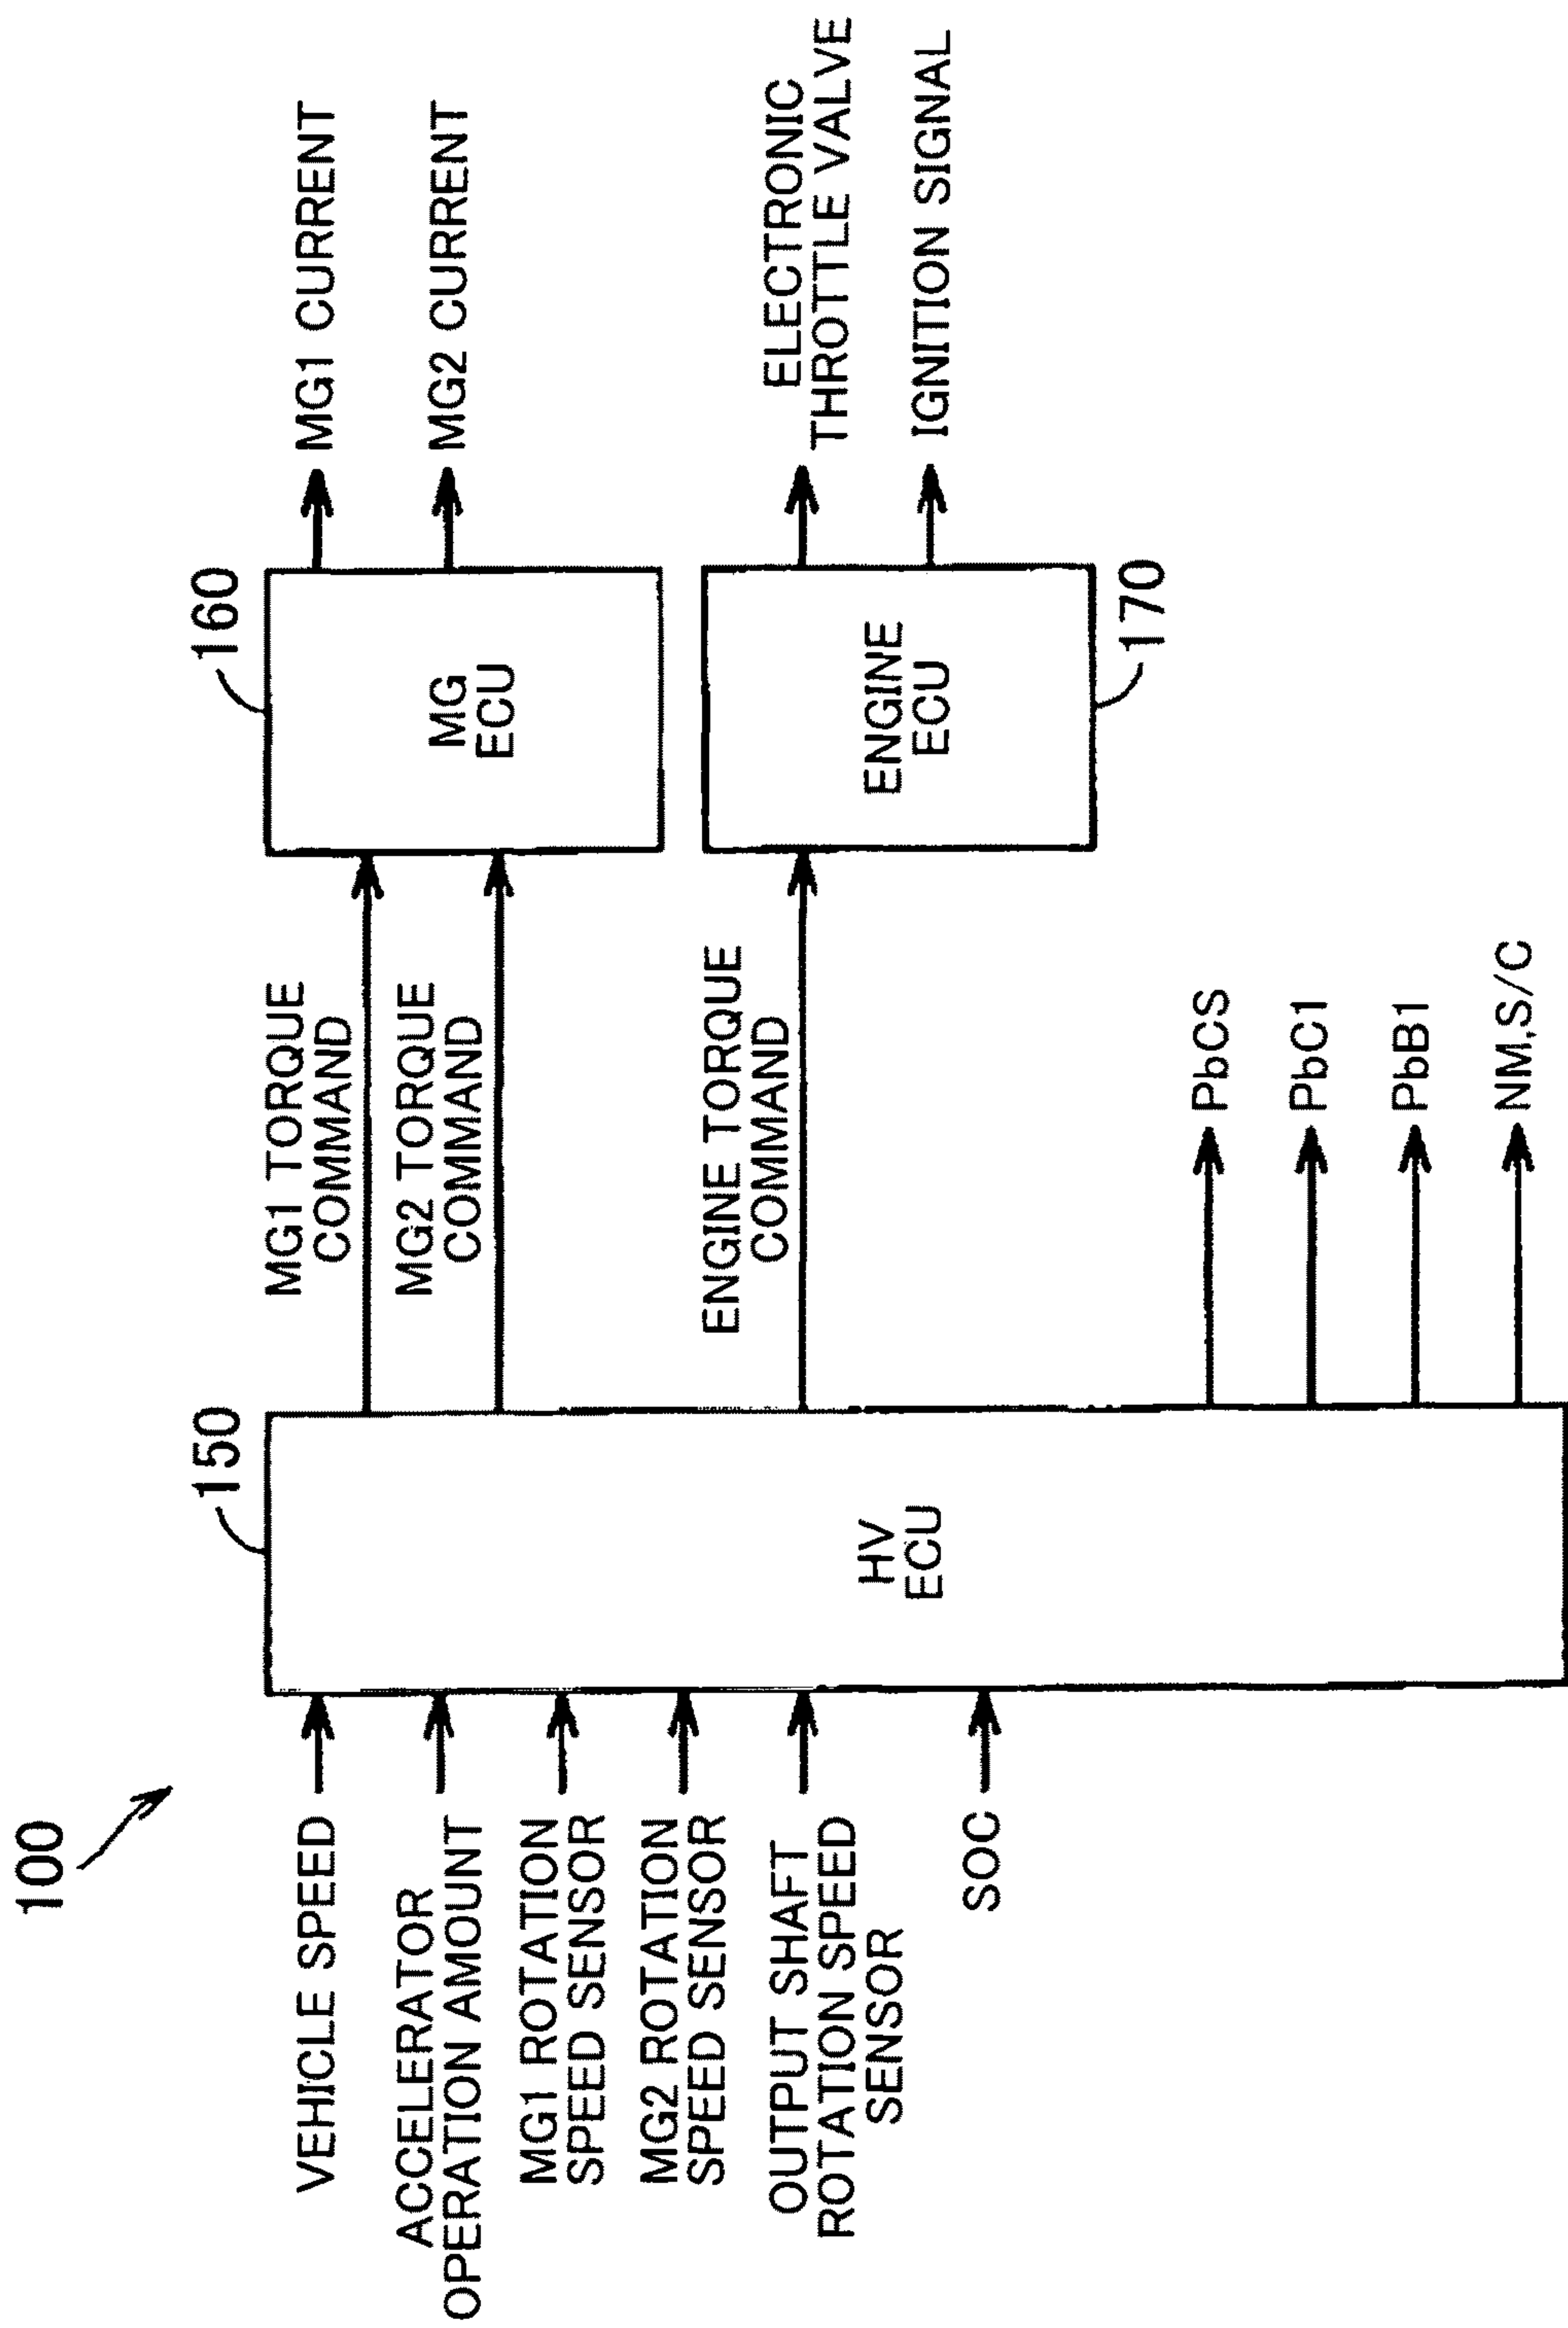 100
VEHICLE SPEED
ACCELERATOR
OPERATION AMOUNT
MG1 ROTATION
SPEED SENSOR
MG2 ROTATION
SPEED SENSOR
OUTPUT SHAFT
ROTATION SPEED
SENSOR
SOC
150
HV
ECU
MG1 TORQUE
COMMAND
MG2 TORQUE
COMMAND
ENGINE TORQUE
COMMAND
PbCS
PbC1
PbB1
NM,S/C
160
MG
ECU
ENGINE
ECU
170
MG1 CURRENT
MG2 CURRENT
ELECTRONIC
THROTTLE VALVE
IGNITION SIGNAL